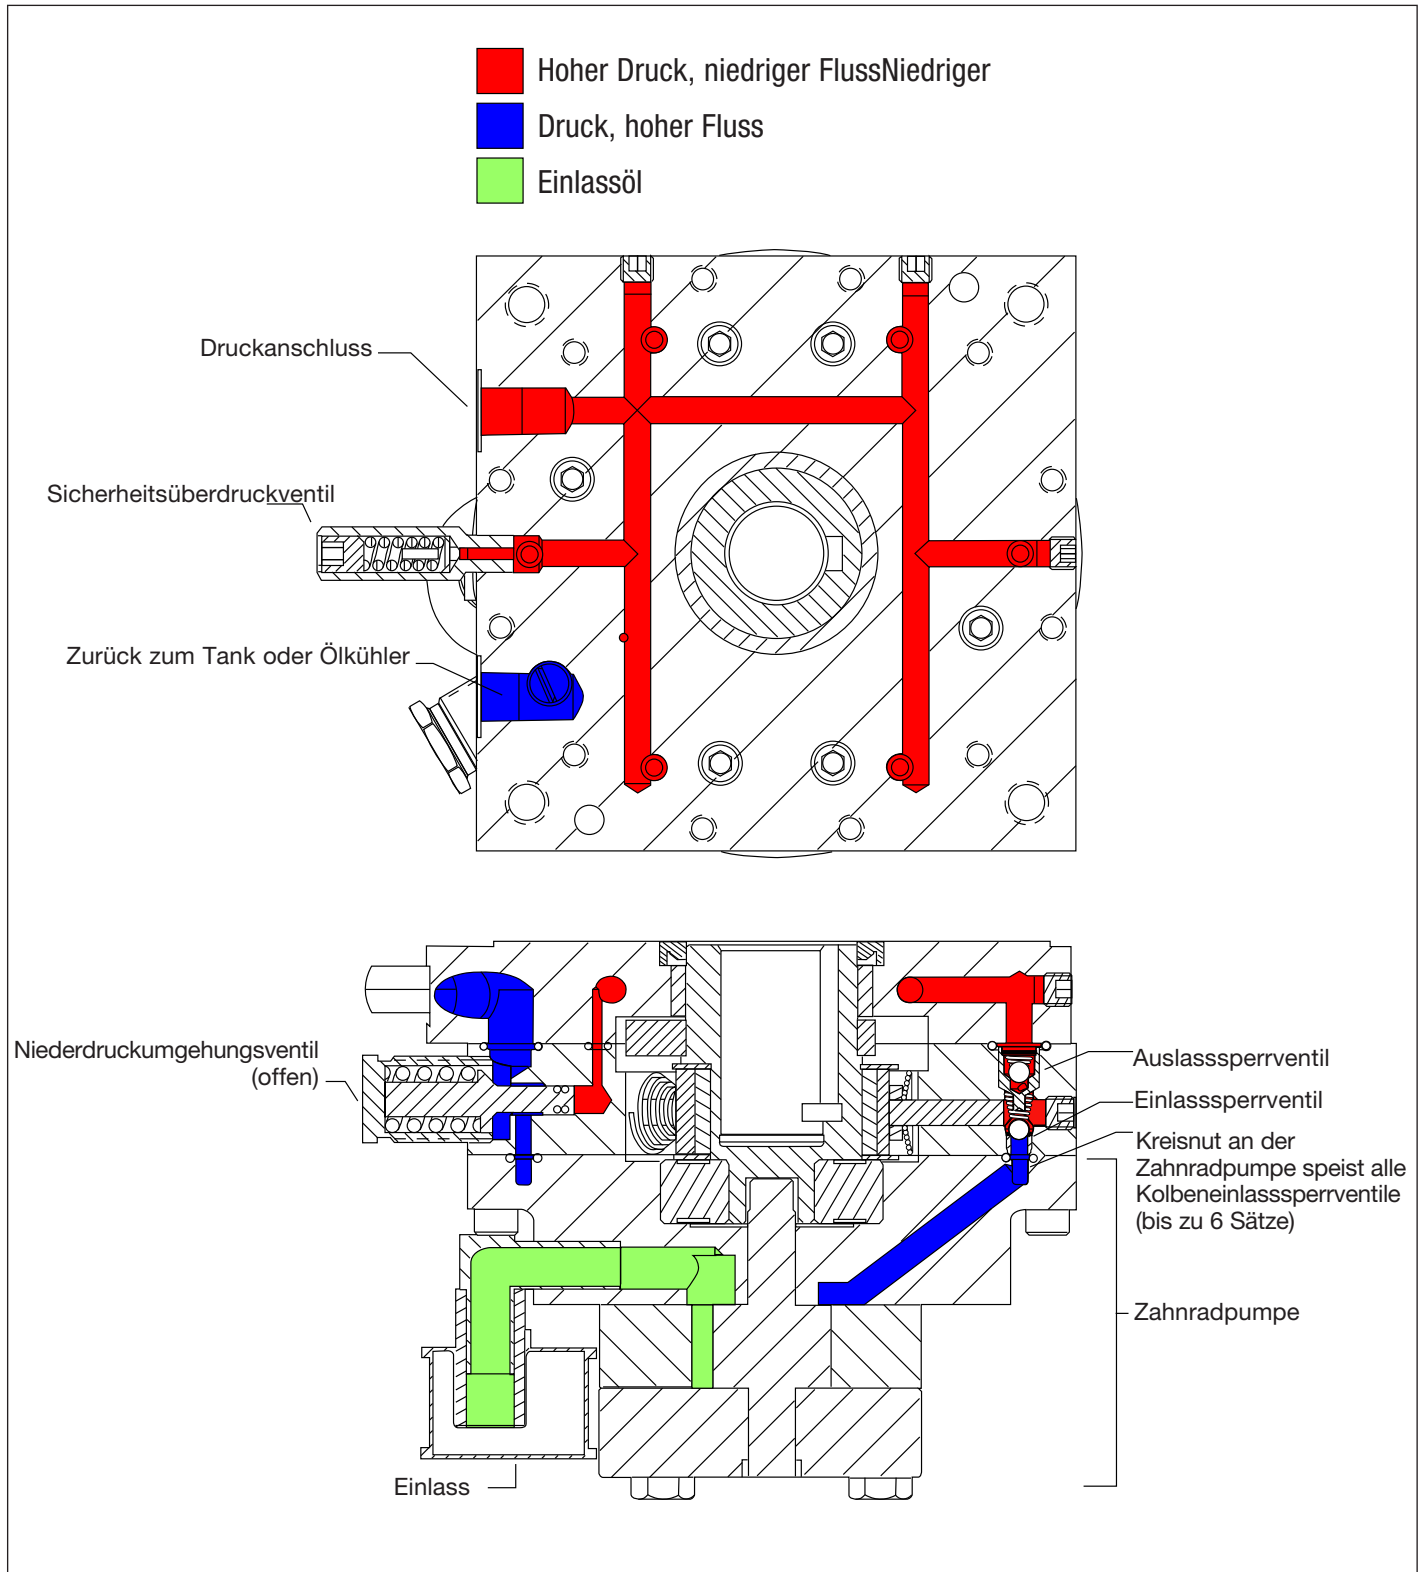 Hoher Druck, niedriger FlussNiedriger
Druck, hoher Fluss
Einlassöl
Druckanschluss
Sicherheitsüberdruckventil
Zurück zum Tank oder Ölkühler
Niederdruckumgehungsventil
(offen)
Auslasssperrventil
Einlasssperrventil
Kreisnut an der
Zahnradpumpe speist alle
Kolbeneinlasssperrventile
(bis zu 6 Sätze)
Zahnradpumpe
Einlass